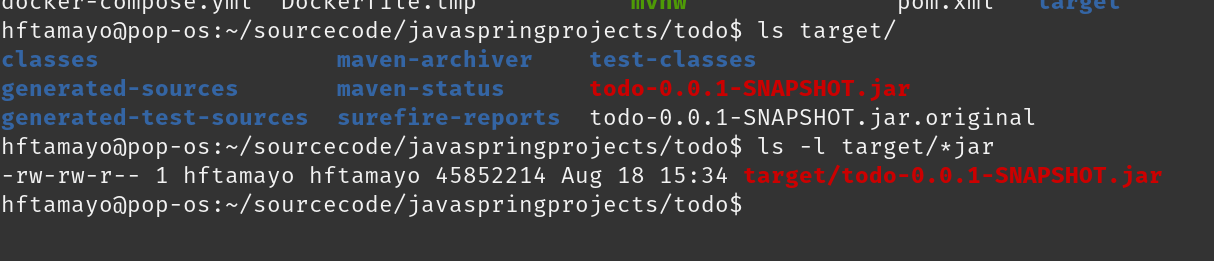 docker-compose.yml  Dockerfile.tmp           mvnw                 pom.xml   target
hftamayo@pop-os:~/sourcecode/javaspringprojects/todo$ ls target/
classes                 maven-archiver    test-classes
generated-sources       maven-status      todo-0.0.1-SNAPSHOT.jar
generated-test-sources  surefire-reports  todo-0.0.1-SNAPSHOT.jar.original
hftamayo@pop-os:~/sourcecode/javaspringprojects/todo$ ls -l target/*jar
-rw-rw-r-- 1 hftamayo hftamayo 45852214 Aug 18 15:34 target/todo-0.0.1-SNAPSHOT.jar
hftamayo@pop-os:~/sourcecode/javaspringprojects/todo$